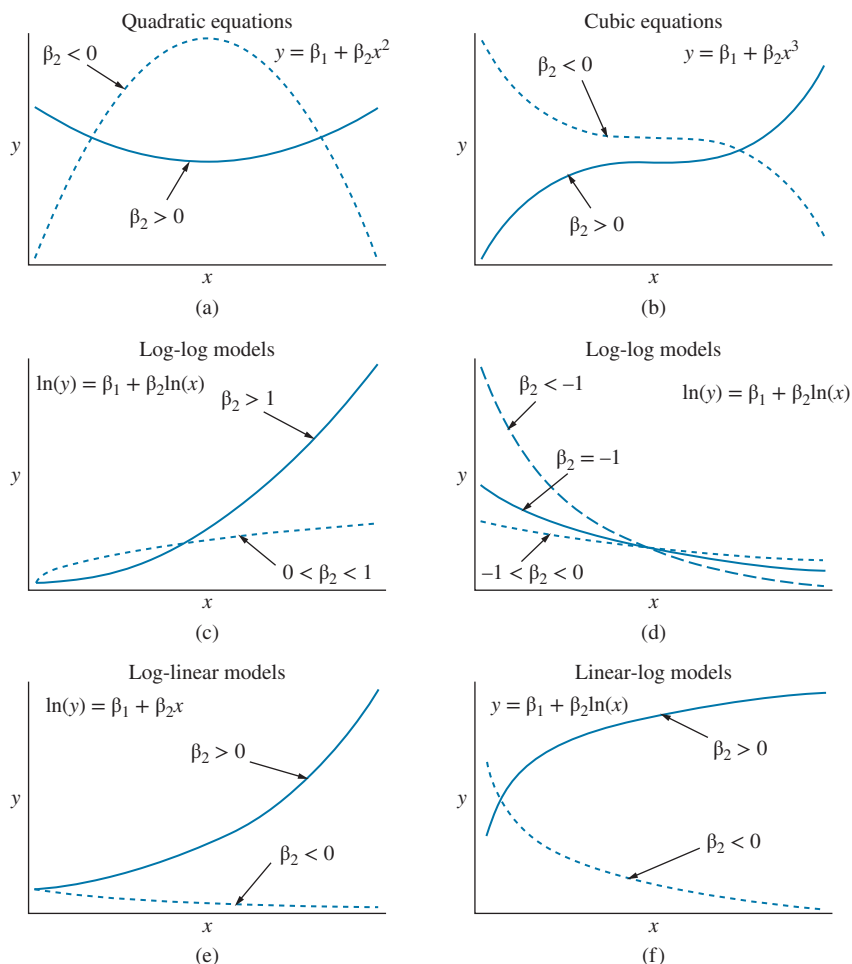 Quadratic equations
β₂ < 0
y = β₁ + β₂x²
y
β₂ > 0
x
(a)
Cubic equations
β₂ < 0
y = β₁ + β₂x³
y
β₂ > 0
x
(b)
Log-log models
ln(y) = β₁ + β₂ln(x)
β₂ > 1
y
0 < β₂ < 1
x
(c)
Log-log models
β₂ < –1
ln(y) = β₁ + β₂ln(x)
β₂ = –1
y
–1 < β₂ < 0
x
(d)
Log-linear models
ln(y) = β₁ + β₂x
β₂ > 0
y
β₂ < 0
x
(e)
Linear-log models
y = β₁ + β₂ln(x)
β₂ > 0
y
β₂ < 0
x
(f)